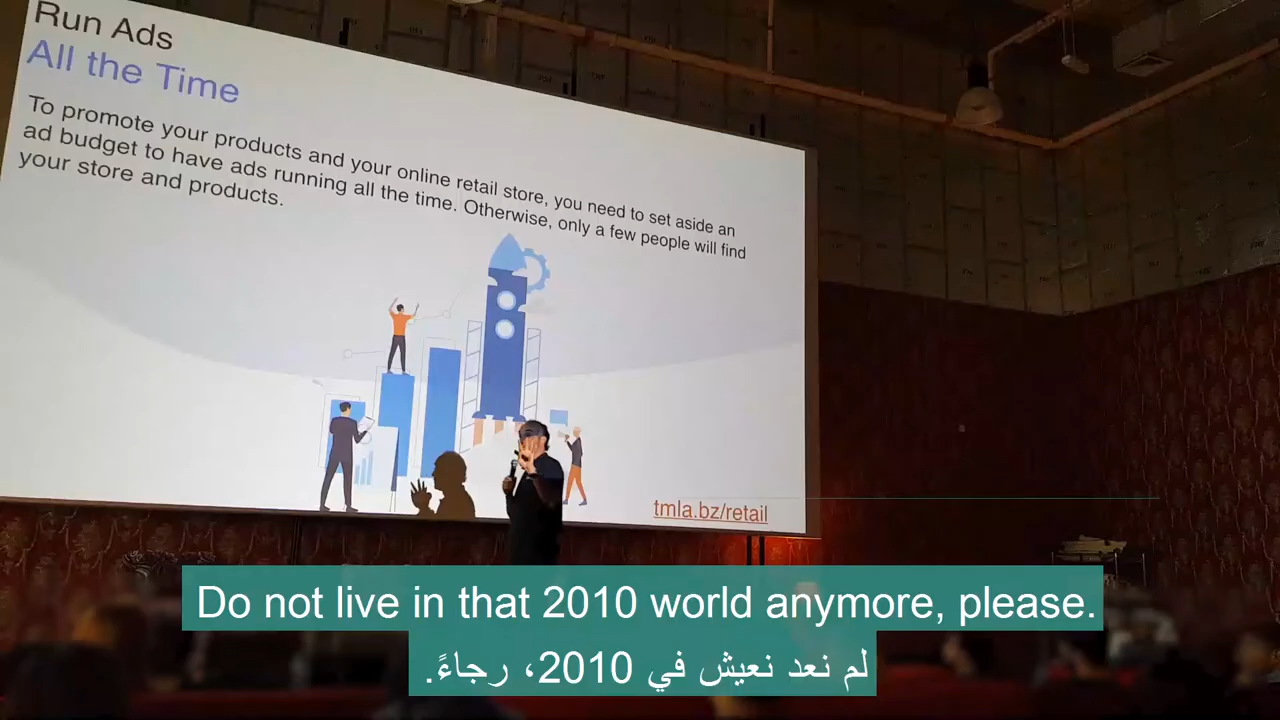 Run Ads
All the Time
To promote your products and your online retail store, you need to set aside an
ad budget to have ads running all the time. Otherwise, only a few people will find
your store and products.
tmla.bz/retail
Do not live in that 2010 world anymore, please.
لم نعد نعيش في 2010، رجاءً.